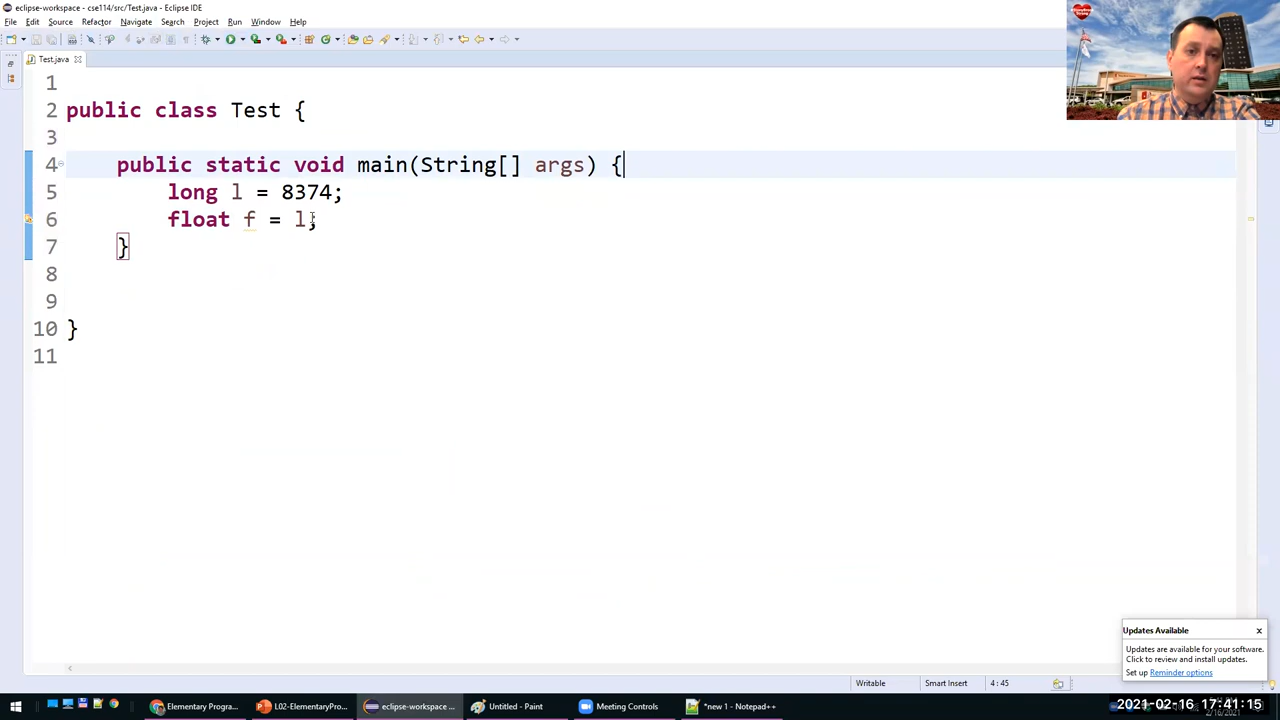 eclipse-workspace - cse114/src/Test.java - Eclipse IDE
File Edit Source Refactor Navigate Search Project Run Window Help
Test.java
1
2 public class Test {
3
4 public static void main(String[] args) {
5 long l = 8374;
6 float f = l;
7 }
8
9
10 }
11
Updates Available x
Updates are available for your software.
Click to review and install updates.
Set up Reminder options
Writable Smart Insert 4 : 45
Elementary Progra... L02-ElementaryPro... eclipse-workspace ... Untitled - Paint Meeting Controls *new 1 - Notepad++
2021-02-16 17:41:15
2/16/2021